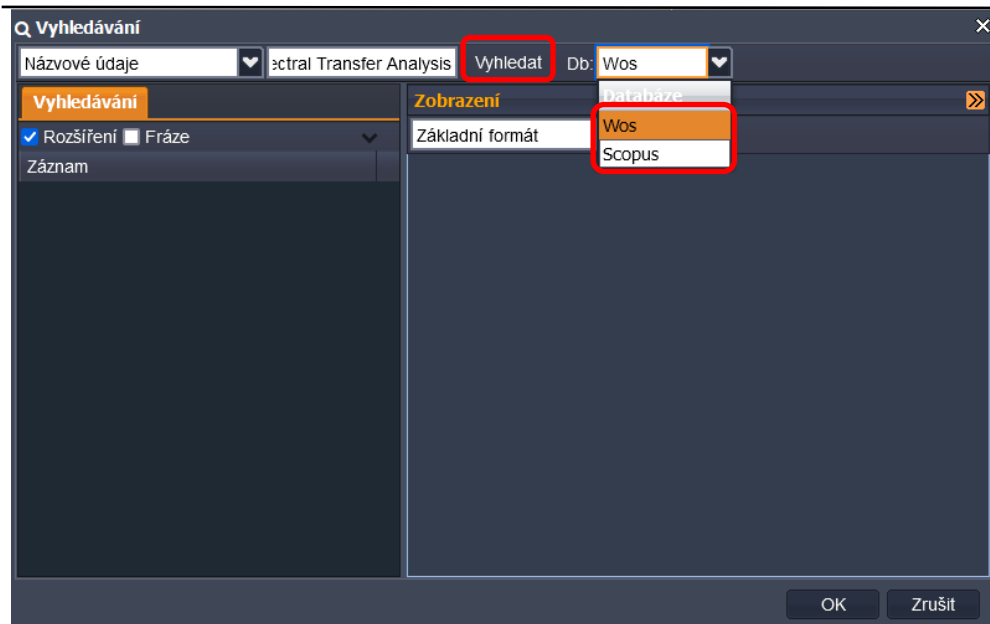 Vyhledávání
Názvové údaje ectral Transfer Analysis Vyhledat Db: Wos
Vyhledávání Zobrazení Databáze
Rozšíření Fráze Základní formát Wos
Scopus
Záznam
OK Zrušit